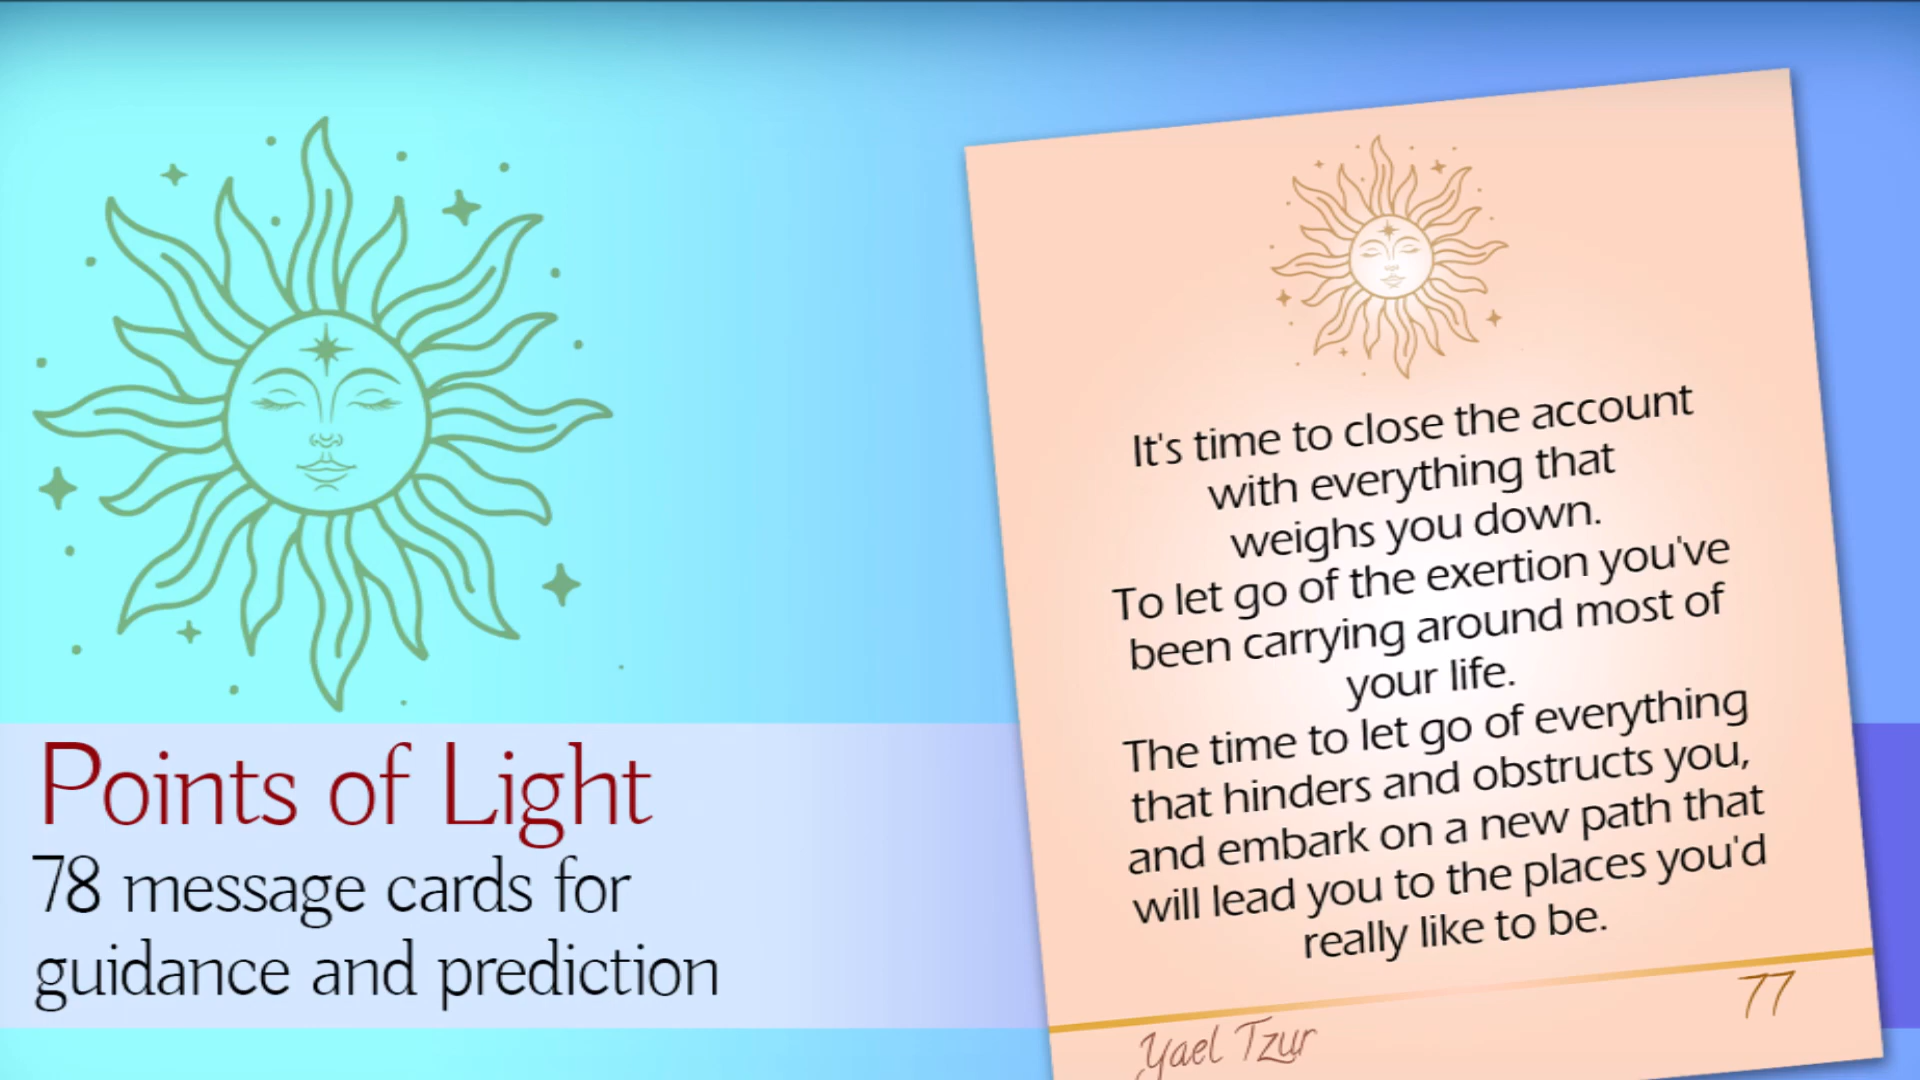 Points of Light
78 message cards for
guidance and prediction
It's time to close the account
with everything that
weighs you down.
To let go of the exertion you've
been carrying around most of
your life.
The time to let go of everything
that hinders and obstructs you,
and embark on a new path that
will lead you to the places you'd
really like to be.
77
Yael Tzur